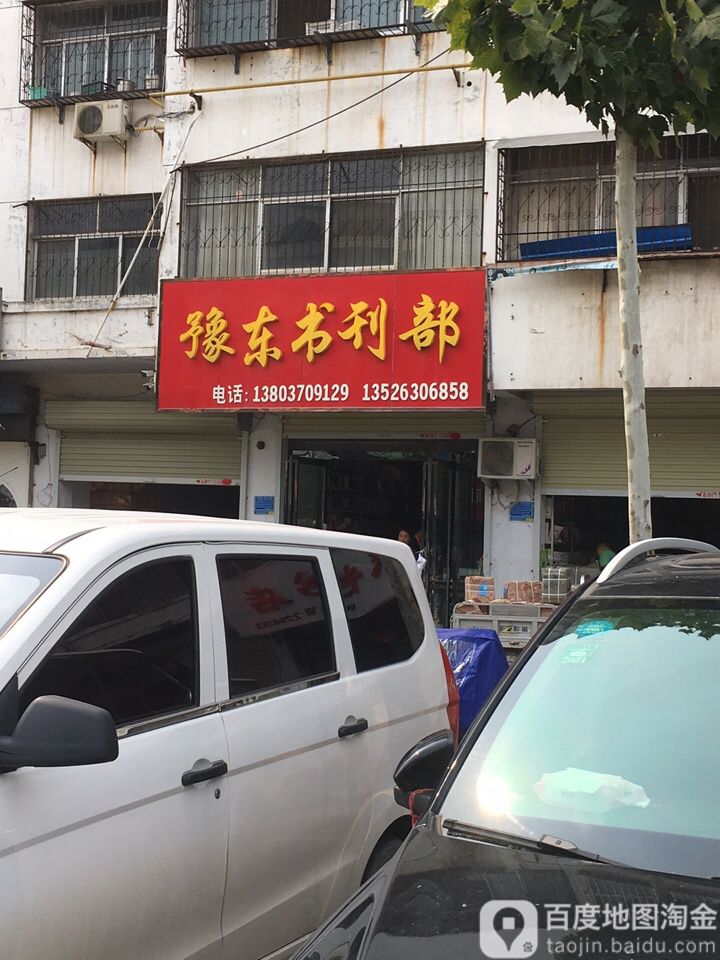 豫东书刊部
电话: 13803709129 13526306858
百度地图淘金
taojin.baidu.com